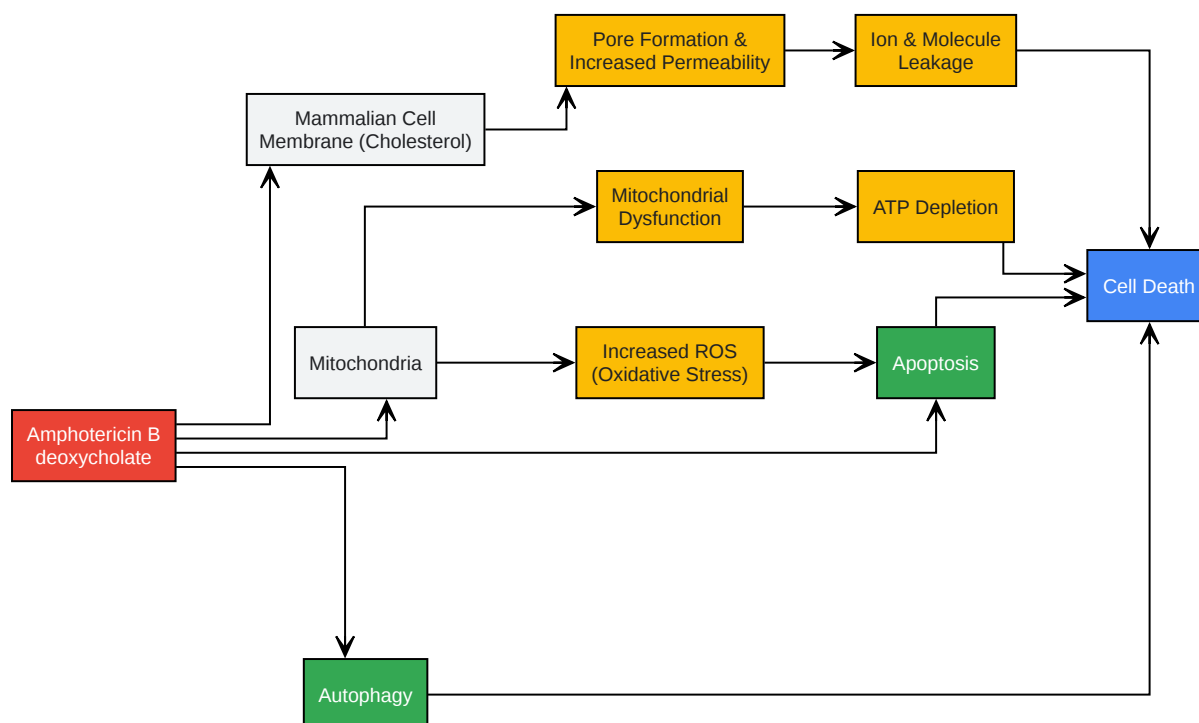 Pore Formation &
Increased Permeability
Ion & Molecule
Leakage
Mammalian Cell
Membrane (Cholesterol)
Mitochondrial
Dysfunction
ATP Depletion
Cell Death
Mitochondria
Increased ROS
(Oxidative Stress)
Apoptosis
Amphotericin B
deoxycholate
Autophagy